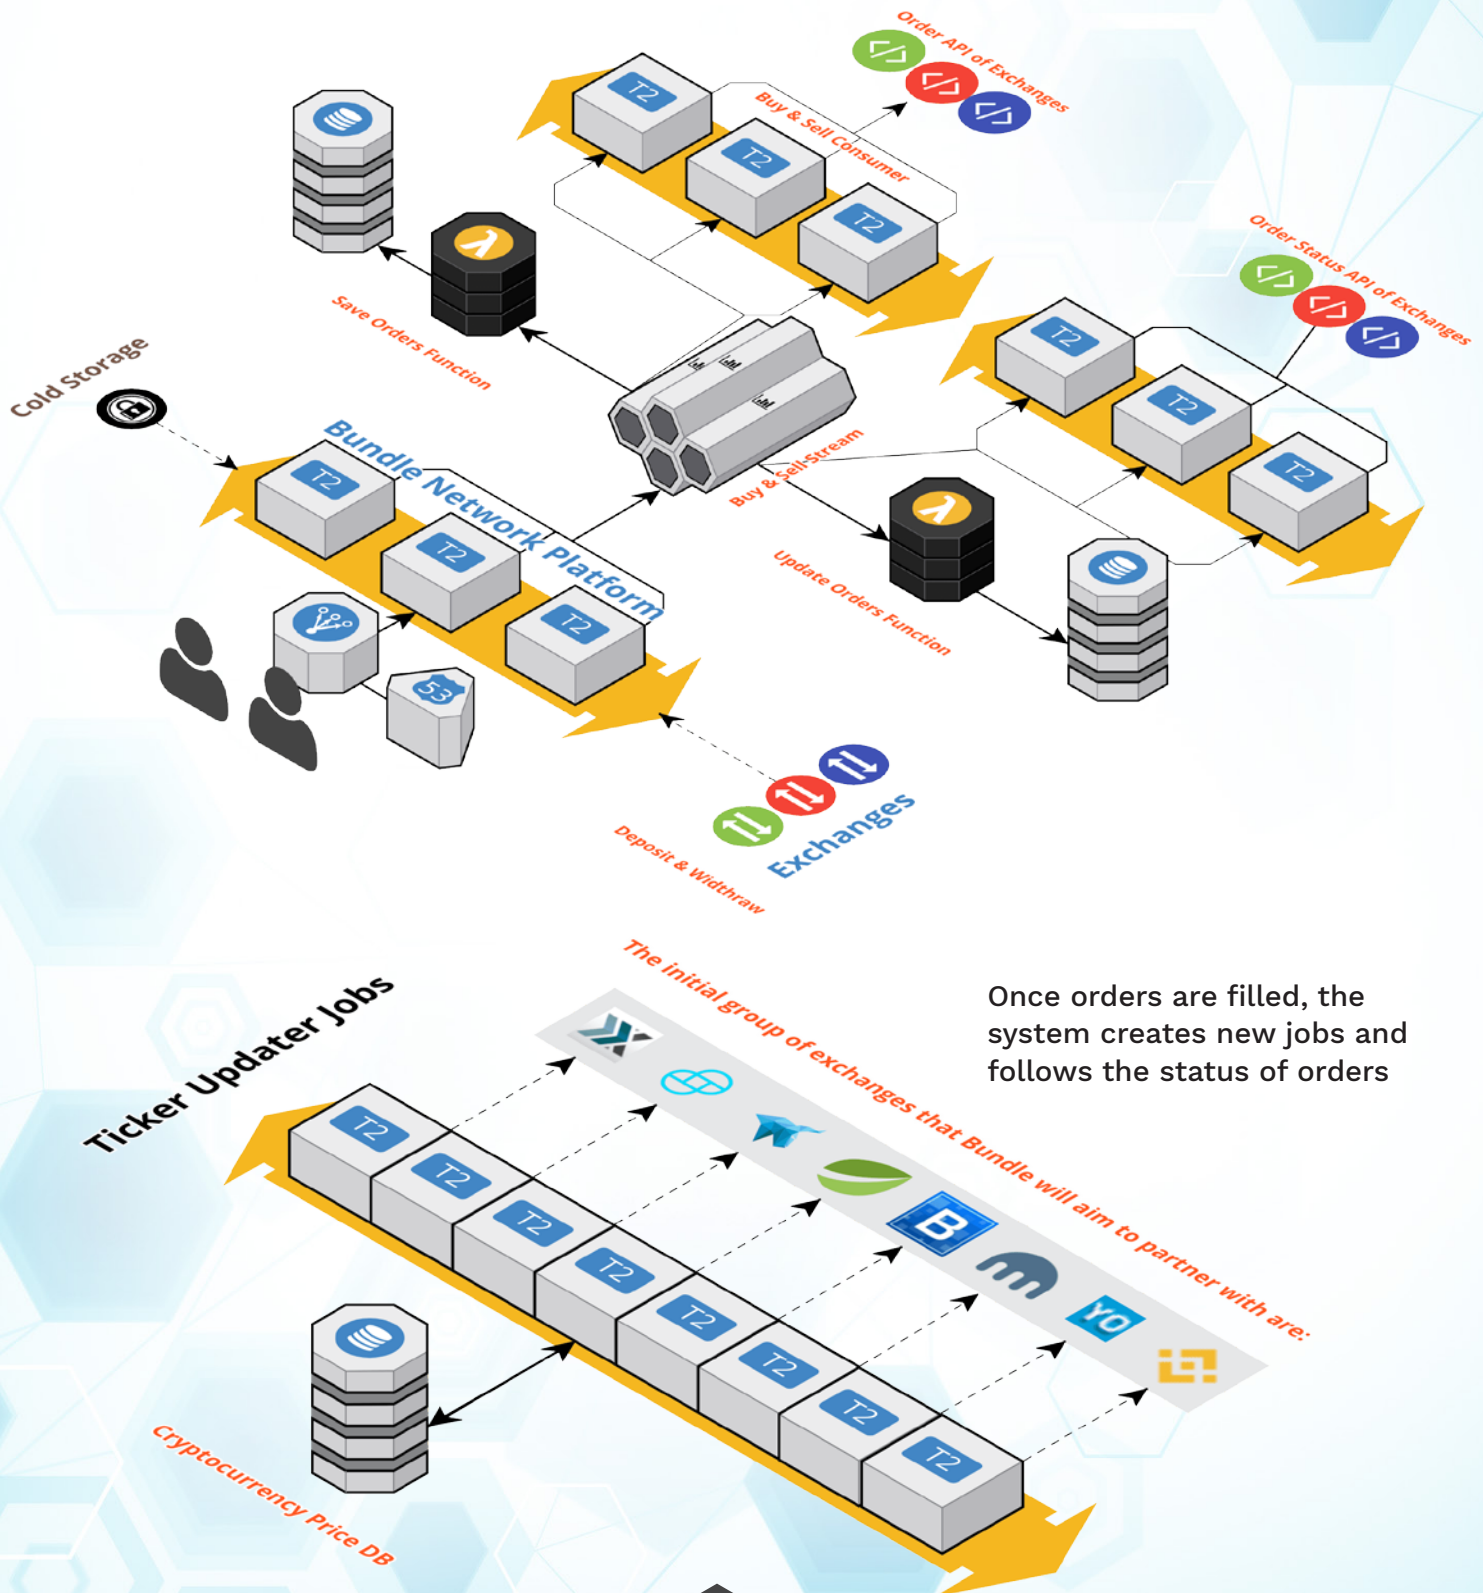 Order API of Exchanges
T2
Buy & Sell Consumer
T2
T2
Order Status API of Exchanges
Save Orders Function
T2
T2
T2
Cold Storage
Bundle Network Platform
T2
T2
T2
Buy & Sell-Stream
Update Orders Function
53
Exchanges
Deposit & Widthraw
The initial group of exchanges that Bundle will aim to partner with are:
Once orders are filled, the
system creates new jobs and
follows the status of orders
Ticker Updater Jobs
T2
T2
T2
T2
T2
T2
T2
T2
B
YO
Cryptocurrency Price DB